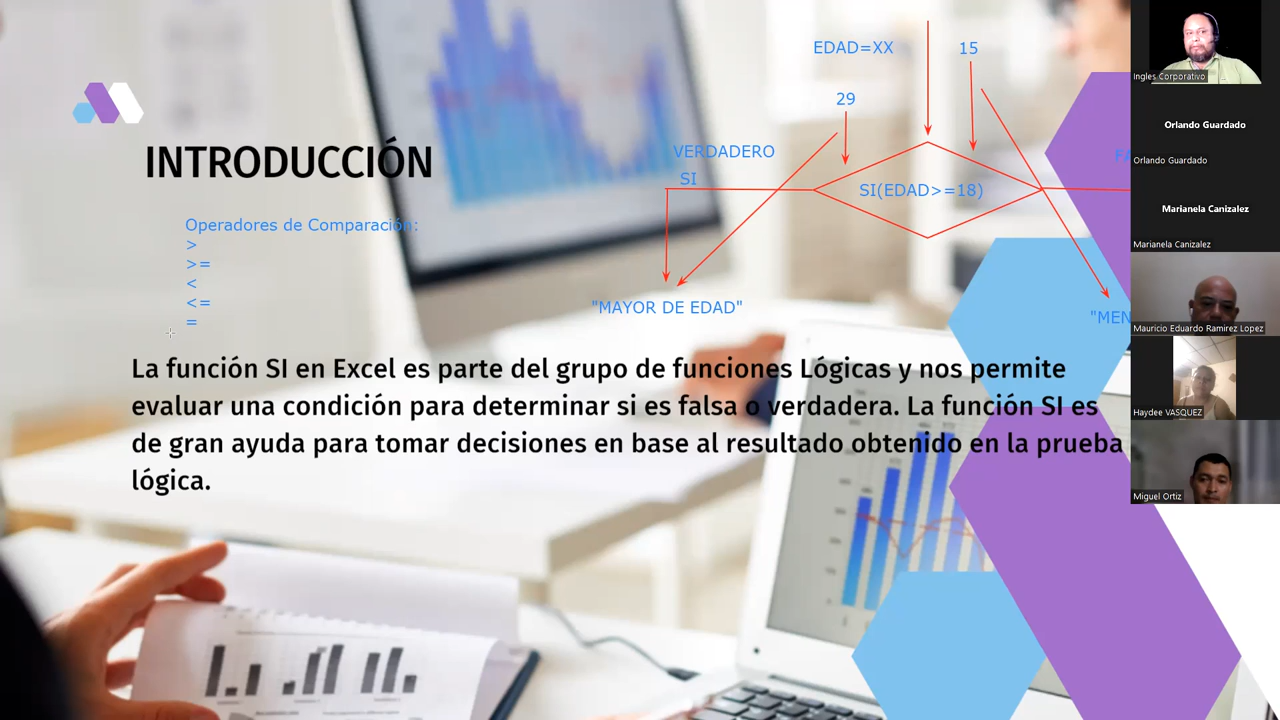 EDAD=XX
15
29
INTRODUCCIÓN
VERDADERO
SI
SI(EDAD>=18)
Operadores de Comparación:
>
>=
<
<=
=
"MAYOR DE EDAD"
"MEN
La función SI en Excel es parte del grupo de funciones Lógicas y nos permite
evaluar una condición para determinar si es falsa o verdadera. La función SI es
de gran ayuda para tomar decisiones en base al resultado obtenido en la prueba
lógica.
Ingles Corporativo
Orlando Guardado
Orlando Guardado
Marianela Canizalez
Marianela Canizalez
Mauricio Eduardo Ramirez Lopez
Haydee VASQUEZ
Miguel Ortiz